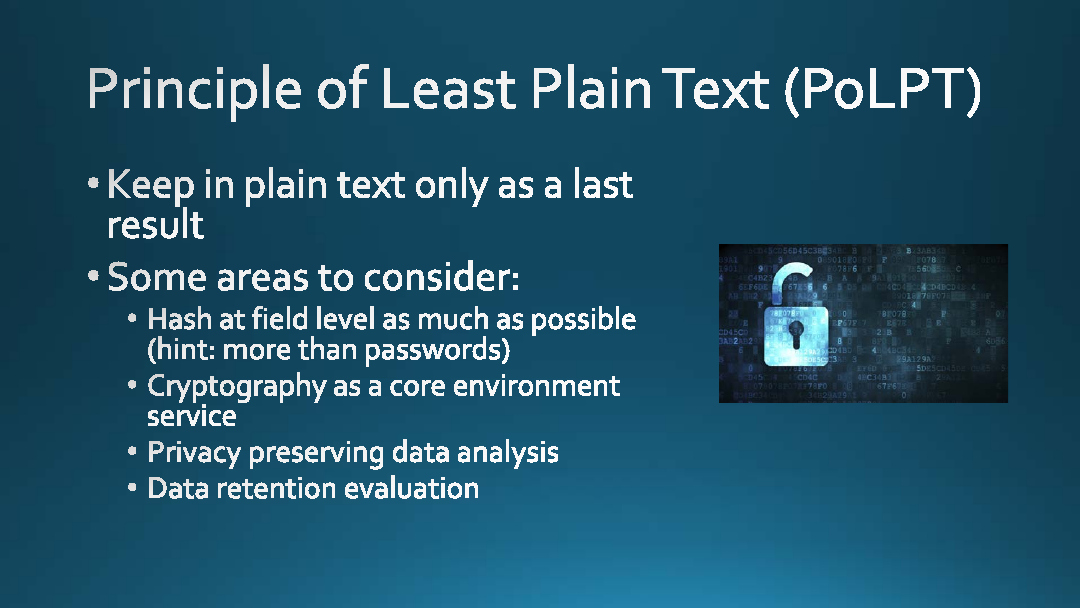 Principle of Least Plain Text (PoLPT)
• Keep in plain text only as a last
result
• Some areas to consider:
• Hash at field level as much as possible
(hint: more than passwords)
• Cryptography as a core environment
service
• Privacy preserving data analysis
• Data retention evaluation